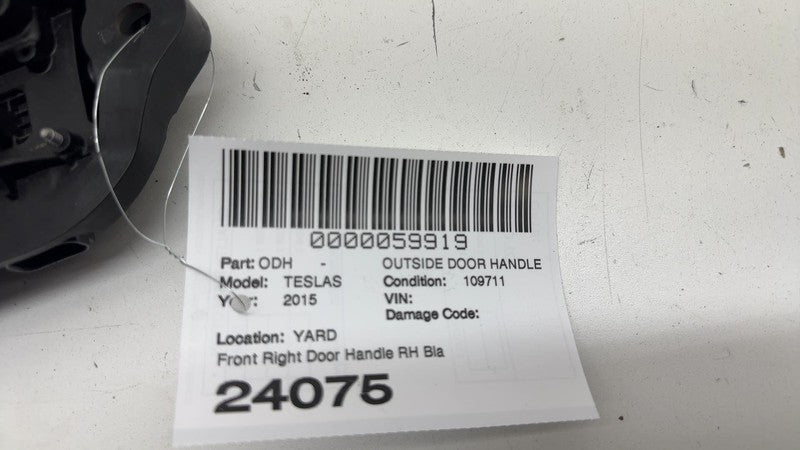 0000059919
Part: ODH - OUTSIDE DOOR HANDLE
Model: TESLAS Condition: 109711
Year: 2015 VIN:
Damage Code:
Location: YARD
Front Right Door Handle RH Bla
24075